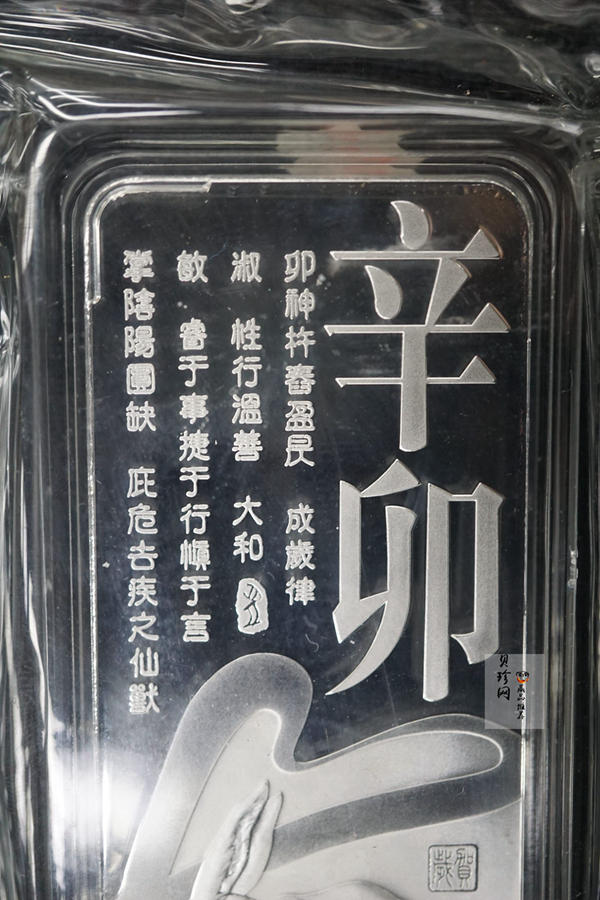 辛卯
卯神杵舂盈昃 成歲律
淑 性行溫善 大和
敏 睿于事捷于行愼于言
掌陰陽圓缺 庇危去疾之仙獸
賀歲
贝珍网